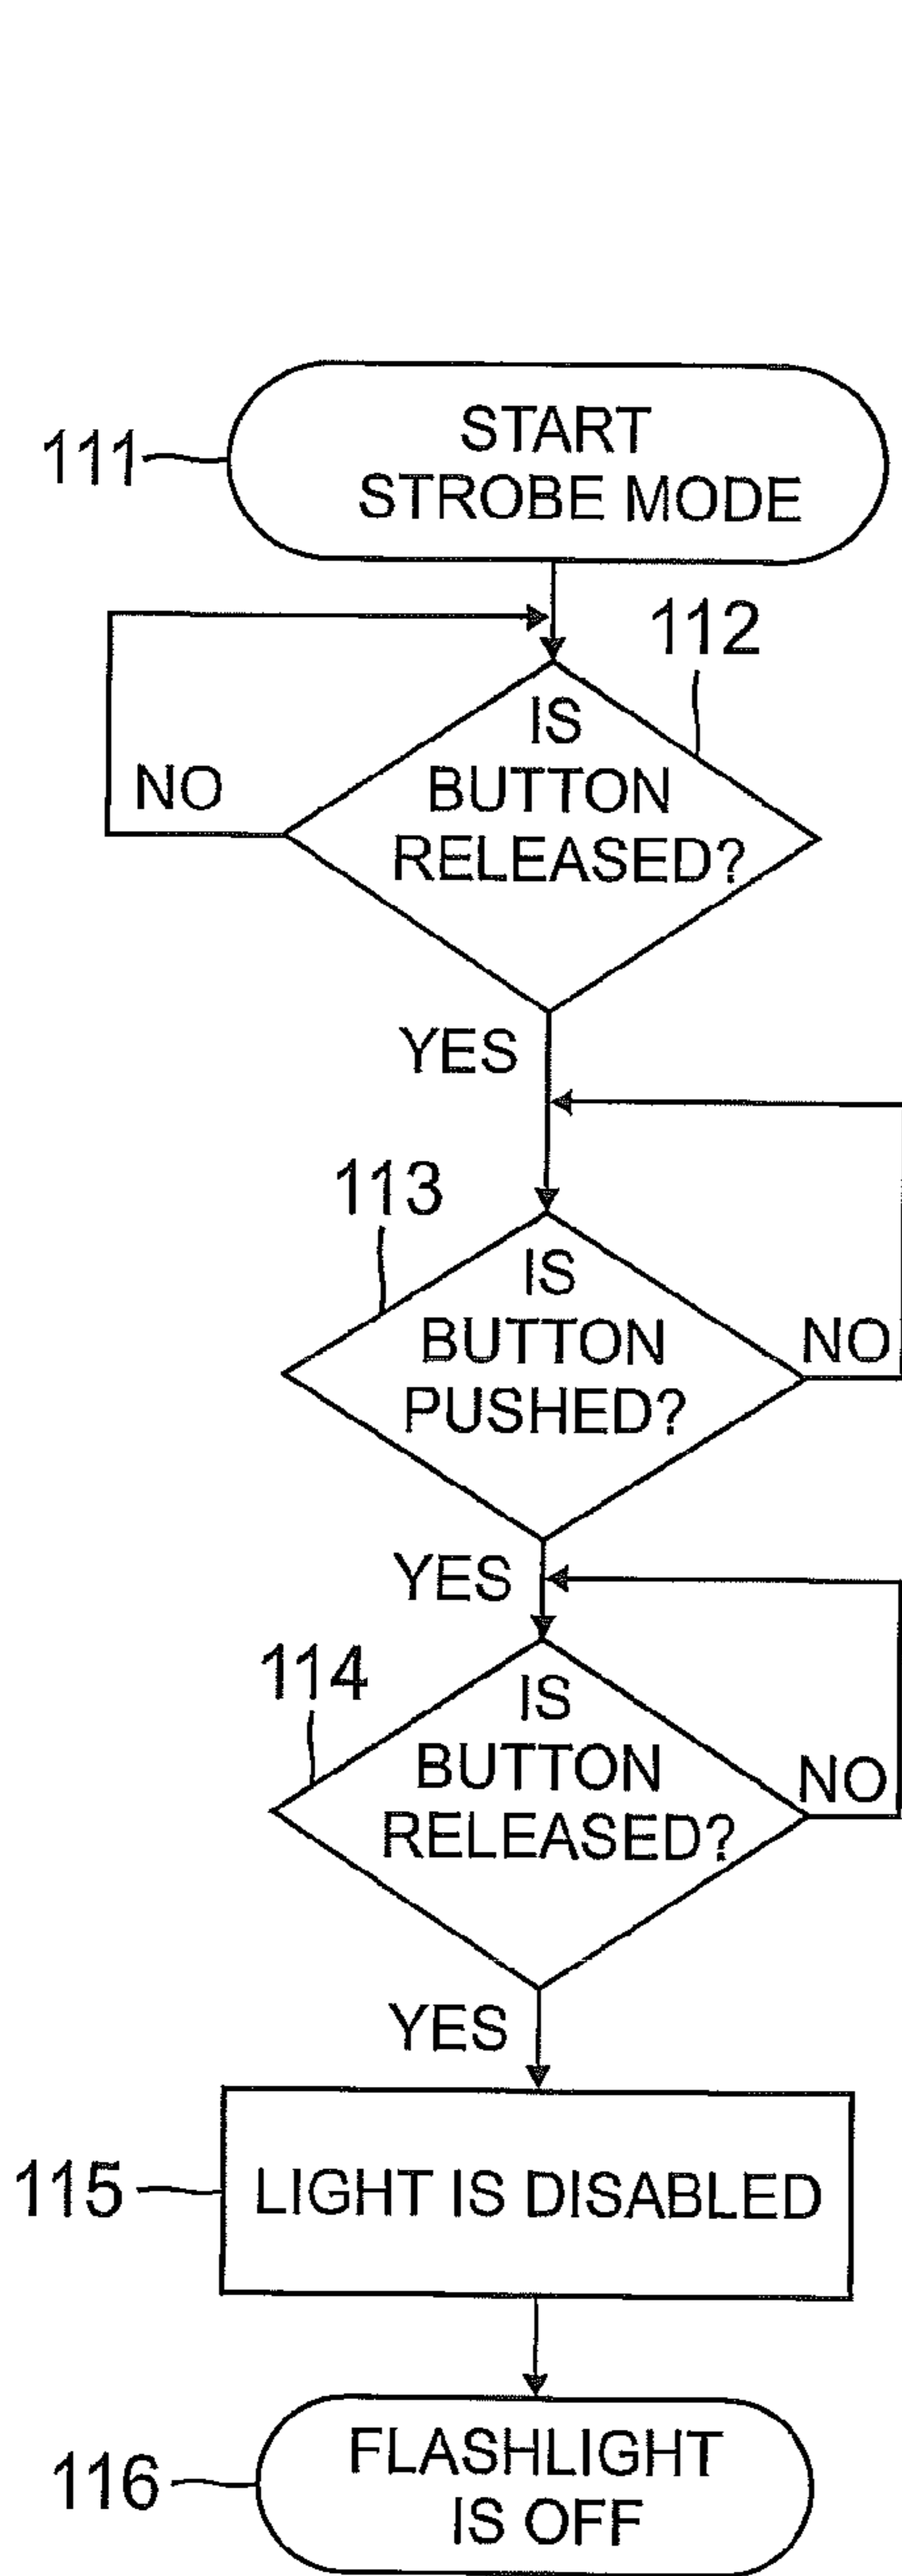 111
START
STROBE MODE
112
IS
BUTTON
RELEASED?
NO
YES
113
IS
BUTTON
PUSHED?
NO
YES
114
IS
BUTTON
RELEASED?
NO
YES
115
LIGHT IS DISABLED
116
FLASHLIGHT
IS OFF